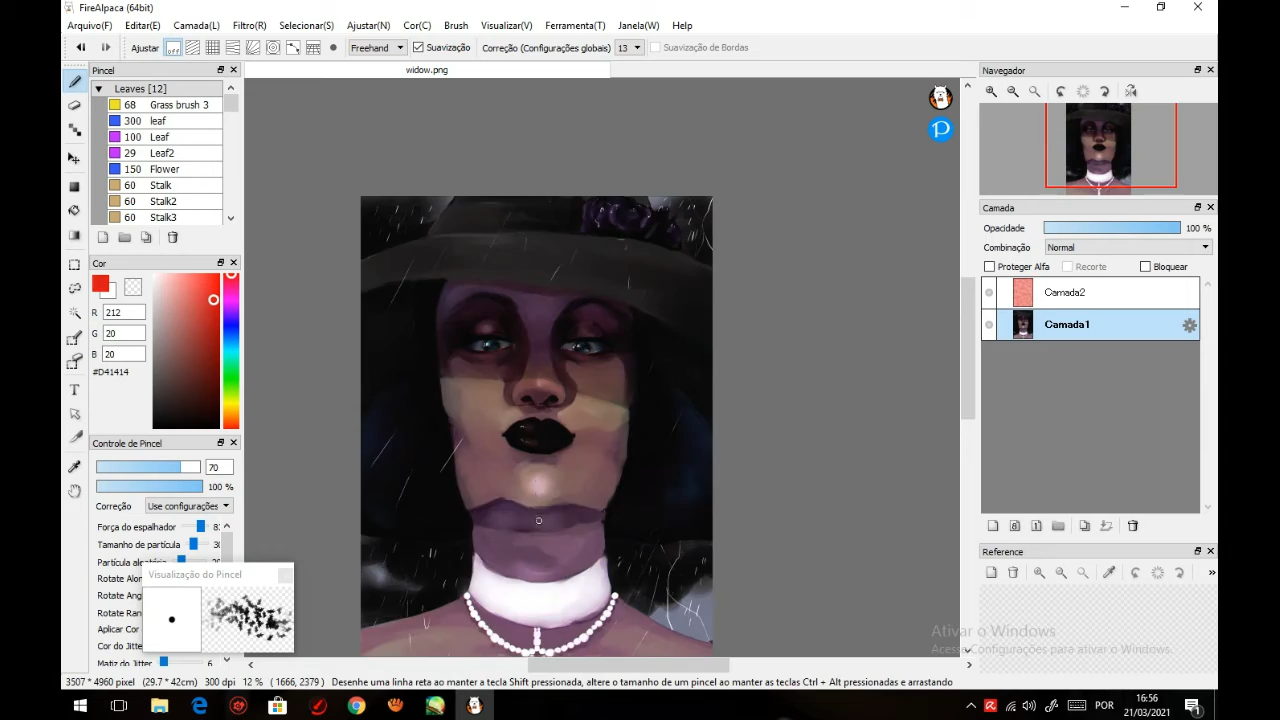 FireAlpaca (64bit)
Arquivo(F) Editar(E) Camada(L) Filtro(R) Selecionar(S) Ajustar(N) Cor(C) Brush Visualizar(V) Ferramenta(T) Janela(W) Help
Ajustar off Freehand Suavização Correção (Configurações globais) 13 Suavização de Bordas
Pincel
Leaves [12]
68 Grass brush 3
300 leaf
100 Leaf
29 Leaf2
150 Flower
60 Stalk
60 Stalk2
60 Stalk3
Cor
R 212
G 20
B 20
#D41414
Controle de Pincel
70
100 %
Correção Use configurações
Força do espalhador
Tamanho de partícula
Rotate Ran
Aplicar Cor
Cor do Jitte
Matiz do Jitter 6
Visualização do Pincel
widow.png
Navegador
Camada
Opacidade 100 %
Combinação Normal
Proteger Alfa Recorte Bloquear
Camada2
Camada1
Reference
»
Ativar o Windows
Acesse Configurações para ativar o Windows.
3507 * 4960 pixel (29.7 * 42cm) 300 dpi 12 % ( 1666, 2379 ) Desenhe uma linha reta ao manter a tecla Shift pressionada, altere o tamanho de um pincel ao manter as teclas Ctrl + Alt pressionadas e arrastando
POR
16:56
21/03/2021
1